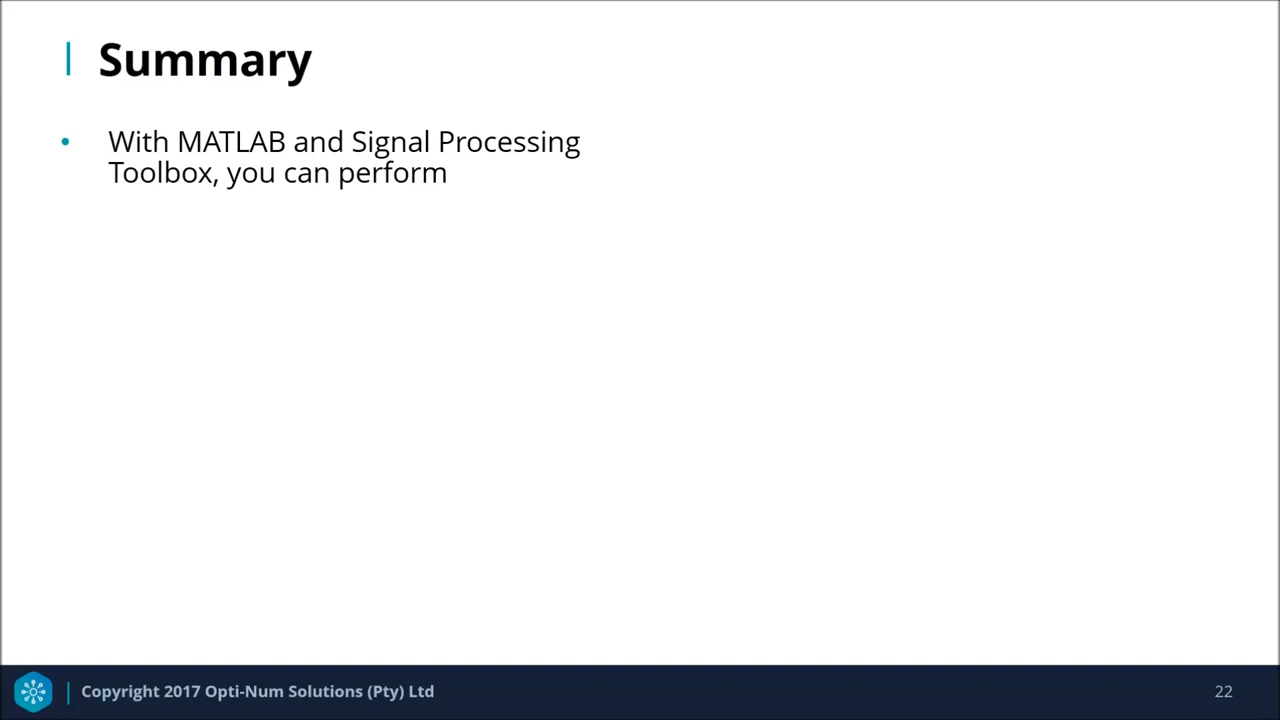 Summary
• With MATLAB and Signal Processing
Toolbox, you can perform
Copyright 2017 Opti-Num Solutions (Pty) Ltd
22